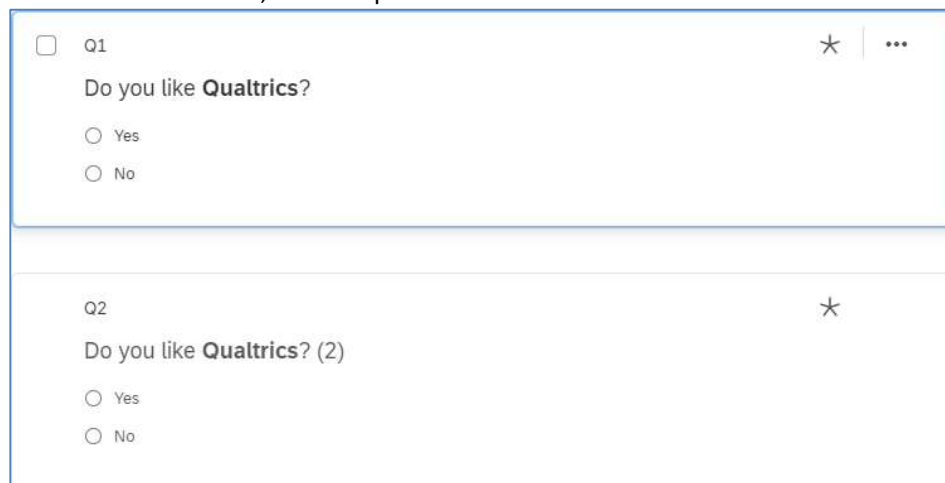 Q1
Do you like Qualtrics?
Yes
No
Q2
Do you like Qualtrics? (2)
Yes
No